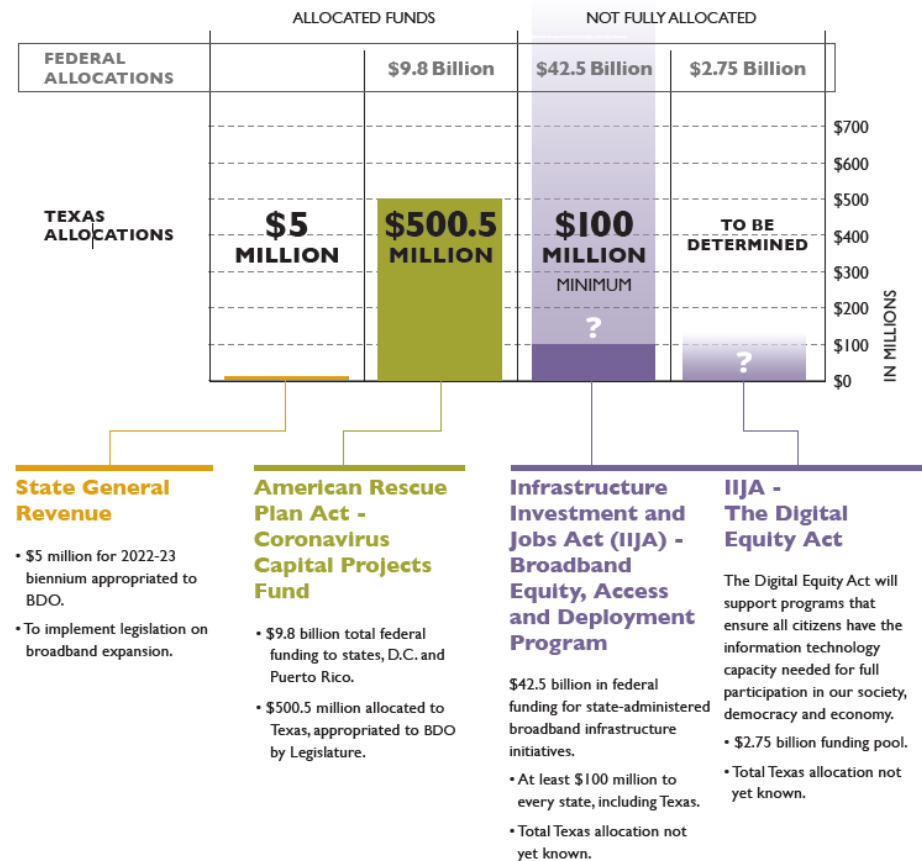 ALLOCATED FUNDS
NOT FULLY ALLOCATED
FEDERAL
ALLOCATIONS
$9.8 Billion
$42.5 Billion
$2.75 Billion
$700
$600
$500
$400
$300
$200
$100
$0
IN MILLIONS
TEXAS
ALLOCATIONS
$5
MILLION
$500.5
MILLION
$100
MILLION
MINIMUM
?
TO BE
DETERMINED
?
State General
Revenue
• $5 million for 2022-23
biennium appropriated to
BDO.
• To implement legislation on
broadband expansion.
American Rescue
Plan Act -
Coronavirus
Capital Projects
Fund
• $9.8 billion total federal
funding to states, D.C. and
Puerto Rico.
• $500.5 million allocated to
Texas, appropriated to BDO
by Legislature.
Infrastructure
Investment and
Jobs Act (IIJA) -
Broadband
Equity, Access
and Deployment
Program
$42.5 billion in federal
funding for state-administered
broadband infrastructure
initiatives.
• At least $100 million to
every state, including Texas.
• Total Texas allocation not
yet known.
IIJA -
The Digital
Equity Act
The Digital Equity Act will
support programs that
ensure all citizens have the
information technology
capacity needed for full
participation in our society,
democracy and economy.
• $2.75 billion funding pool.
• Total Texas allocation not
yet known.